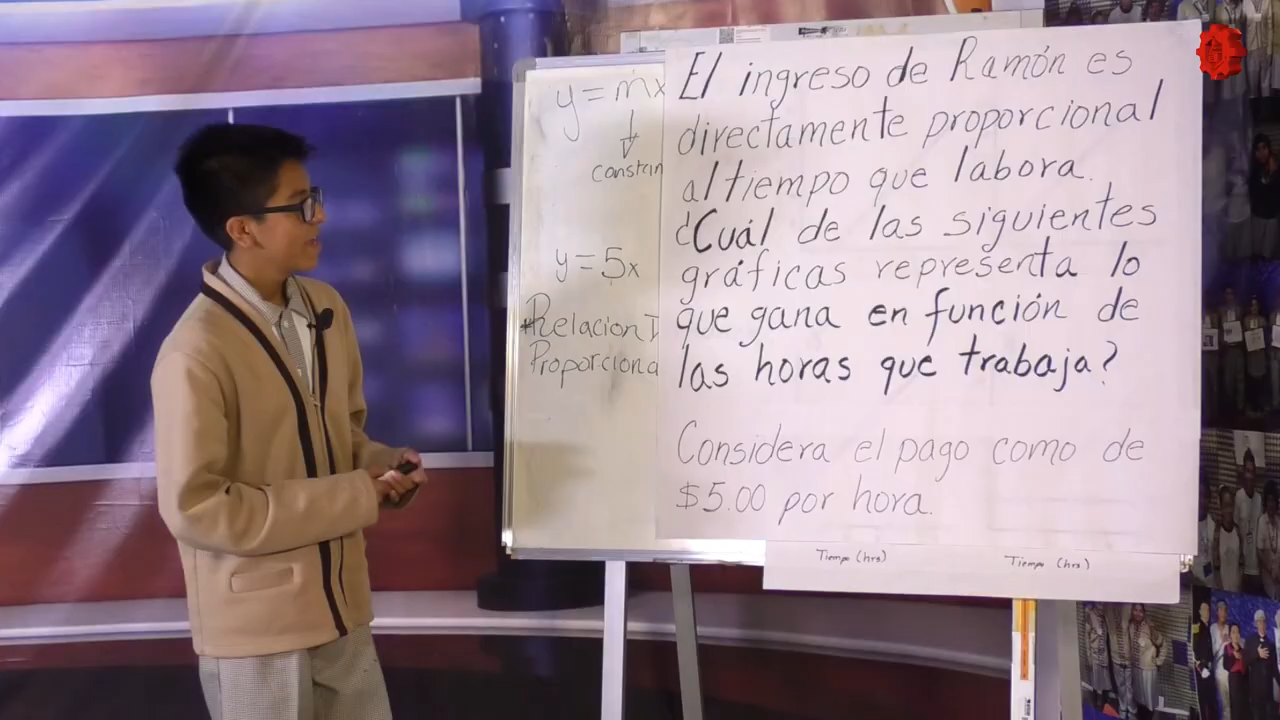 y = mx
constan
y = 5x
*Relacion D
Proporciona
El ingreso de Ramón es
directamente proporcional
al tiempo que labora.
¿Cuál de las siguientes
gráficas representa lo
que gana en función de
las horas que trabaja?
Considera el pago como de
$5.00 por hora.
Tiempo (hrs)
Tiempo (hrs)